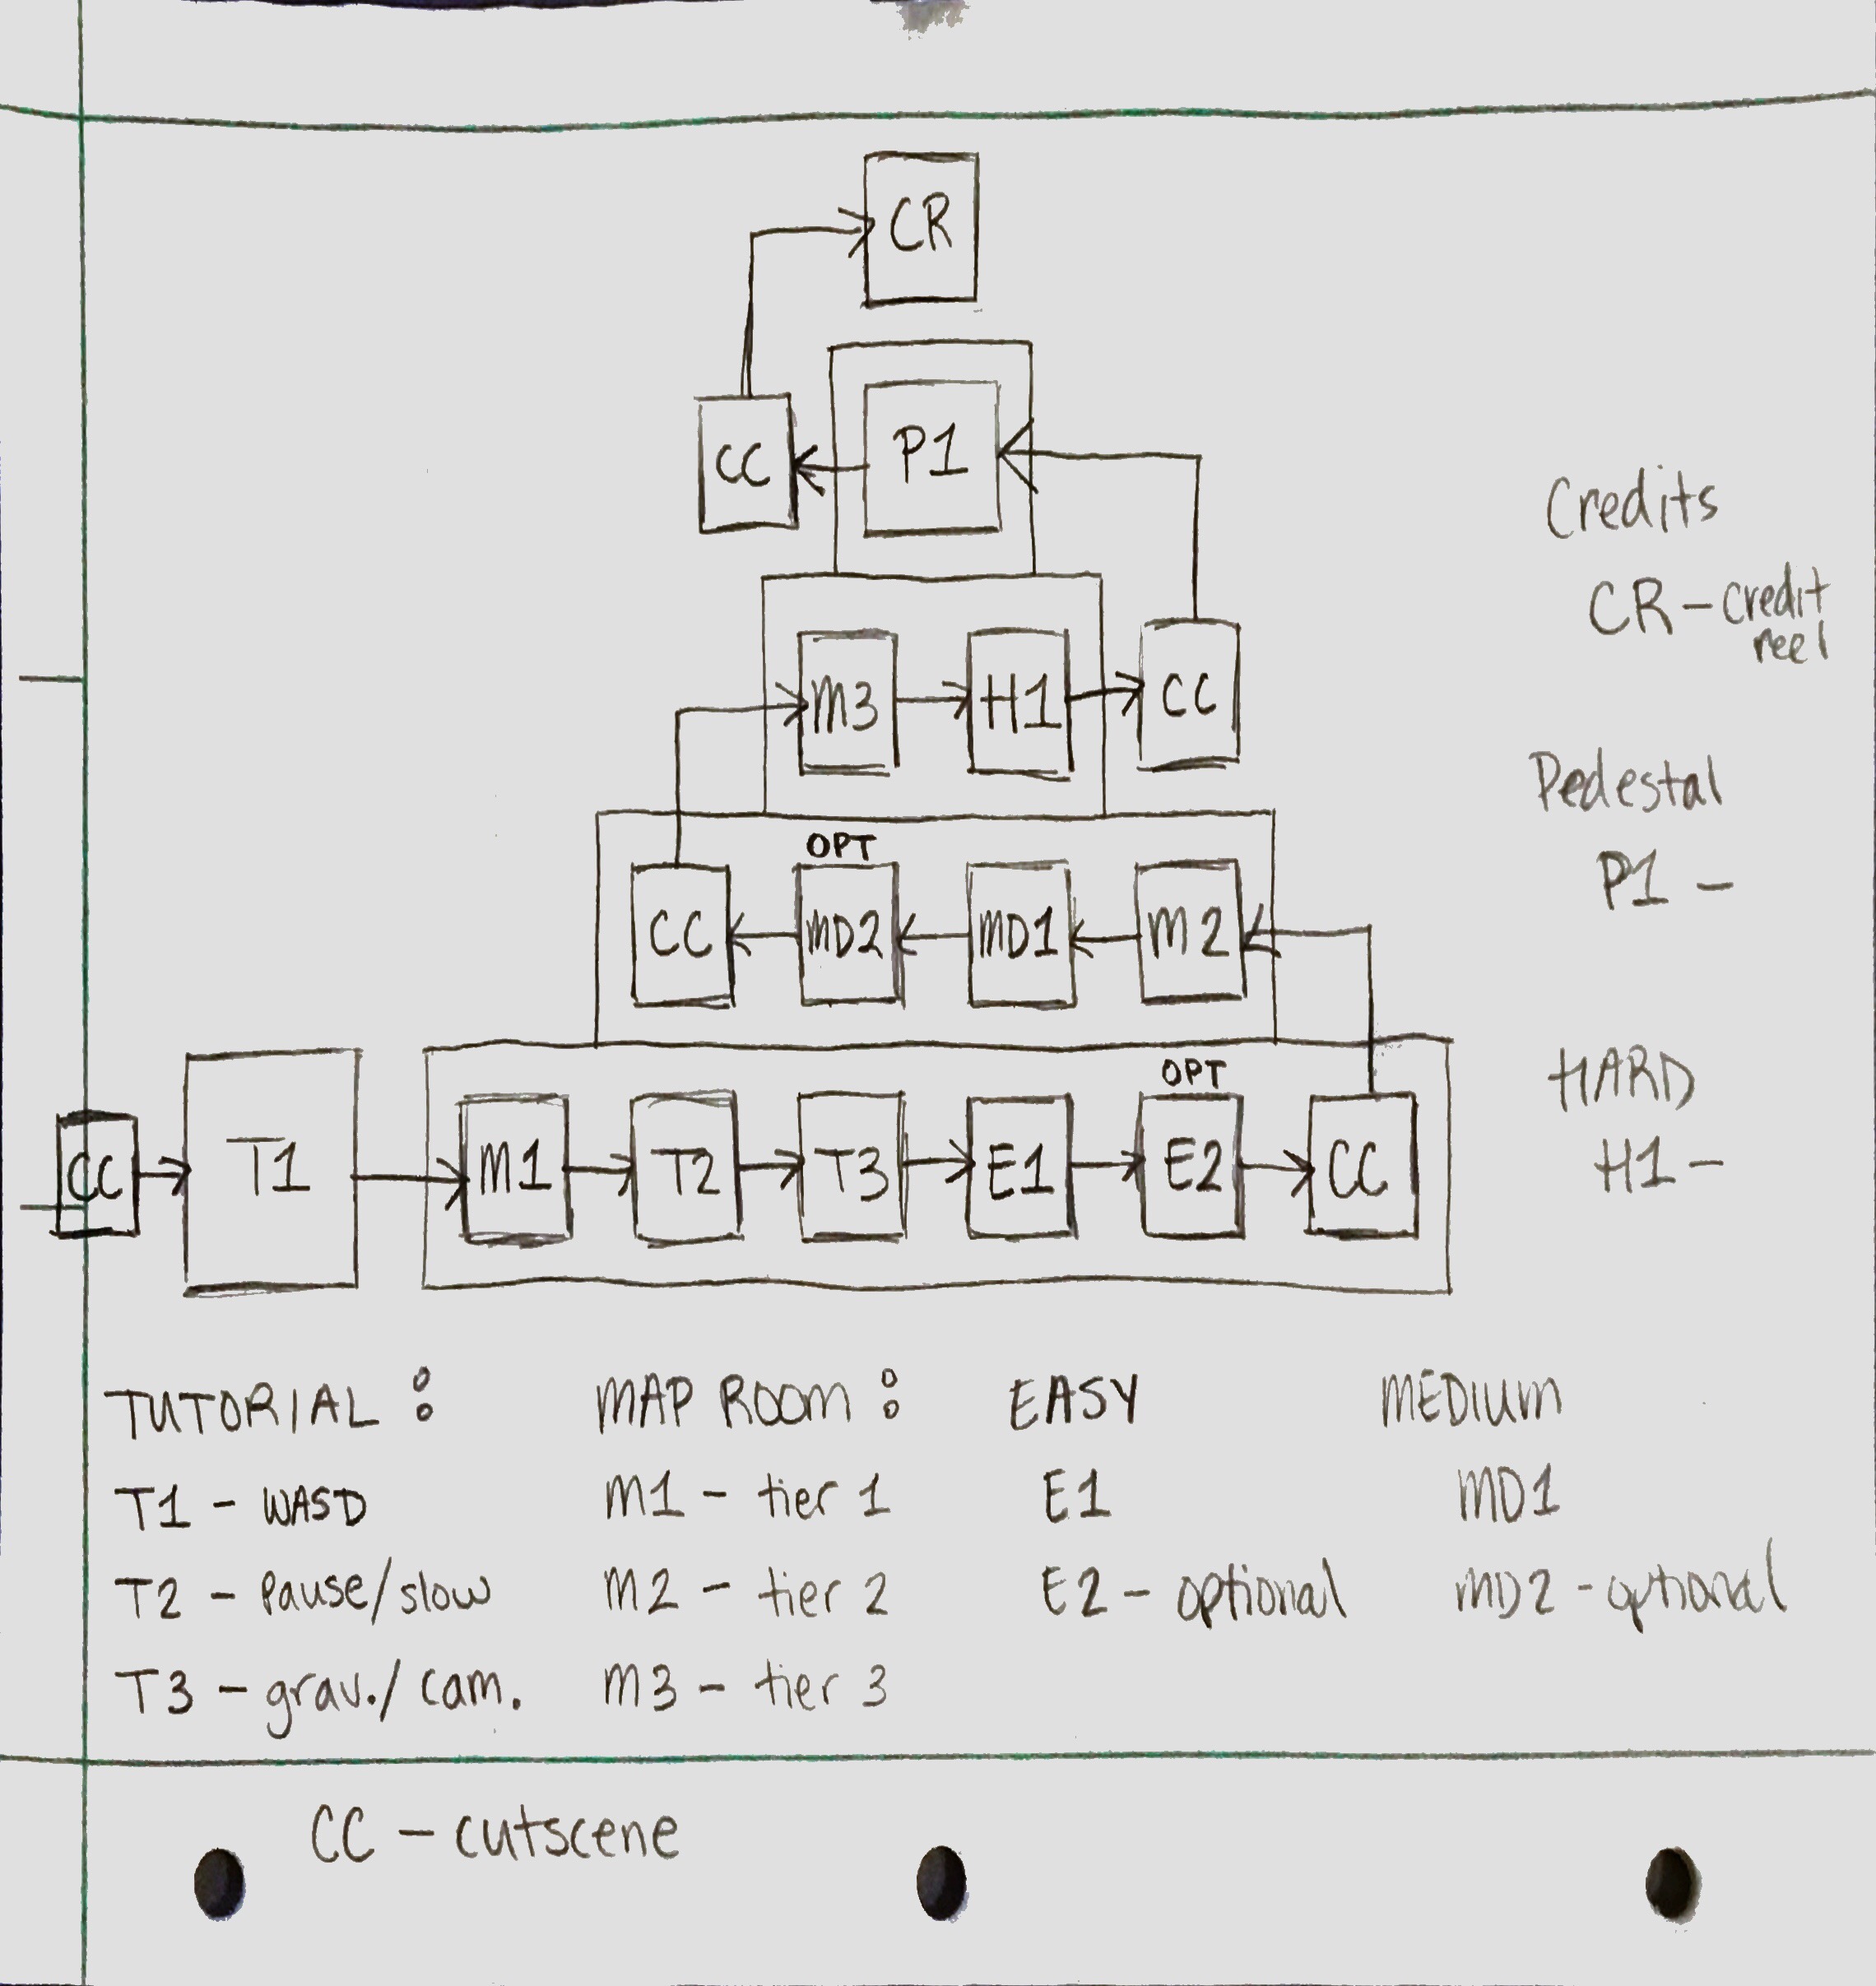 CR
CC
P1
M3
H1
CC
OPT
CC
MD2
MD1
M2
OPT
CC
T1
M1
T2
T3
E1
E2
CC
Credits
CR - credit
reel
Pedestal
P1 -
HARD
H1 -
TUTORIAL :
T1 - WASD
T2 - Pause/slow
T3 - grav./cam.
MAP ROOM :
M1 - tier 1
M2 - tier 2
M3 - tier 3
EASY
E1
E2 - optional
MEDIUM
MD1
MD2 - optional
CC - cutscene